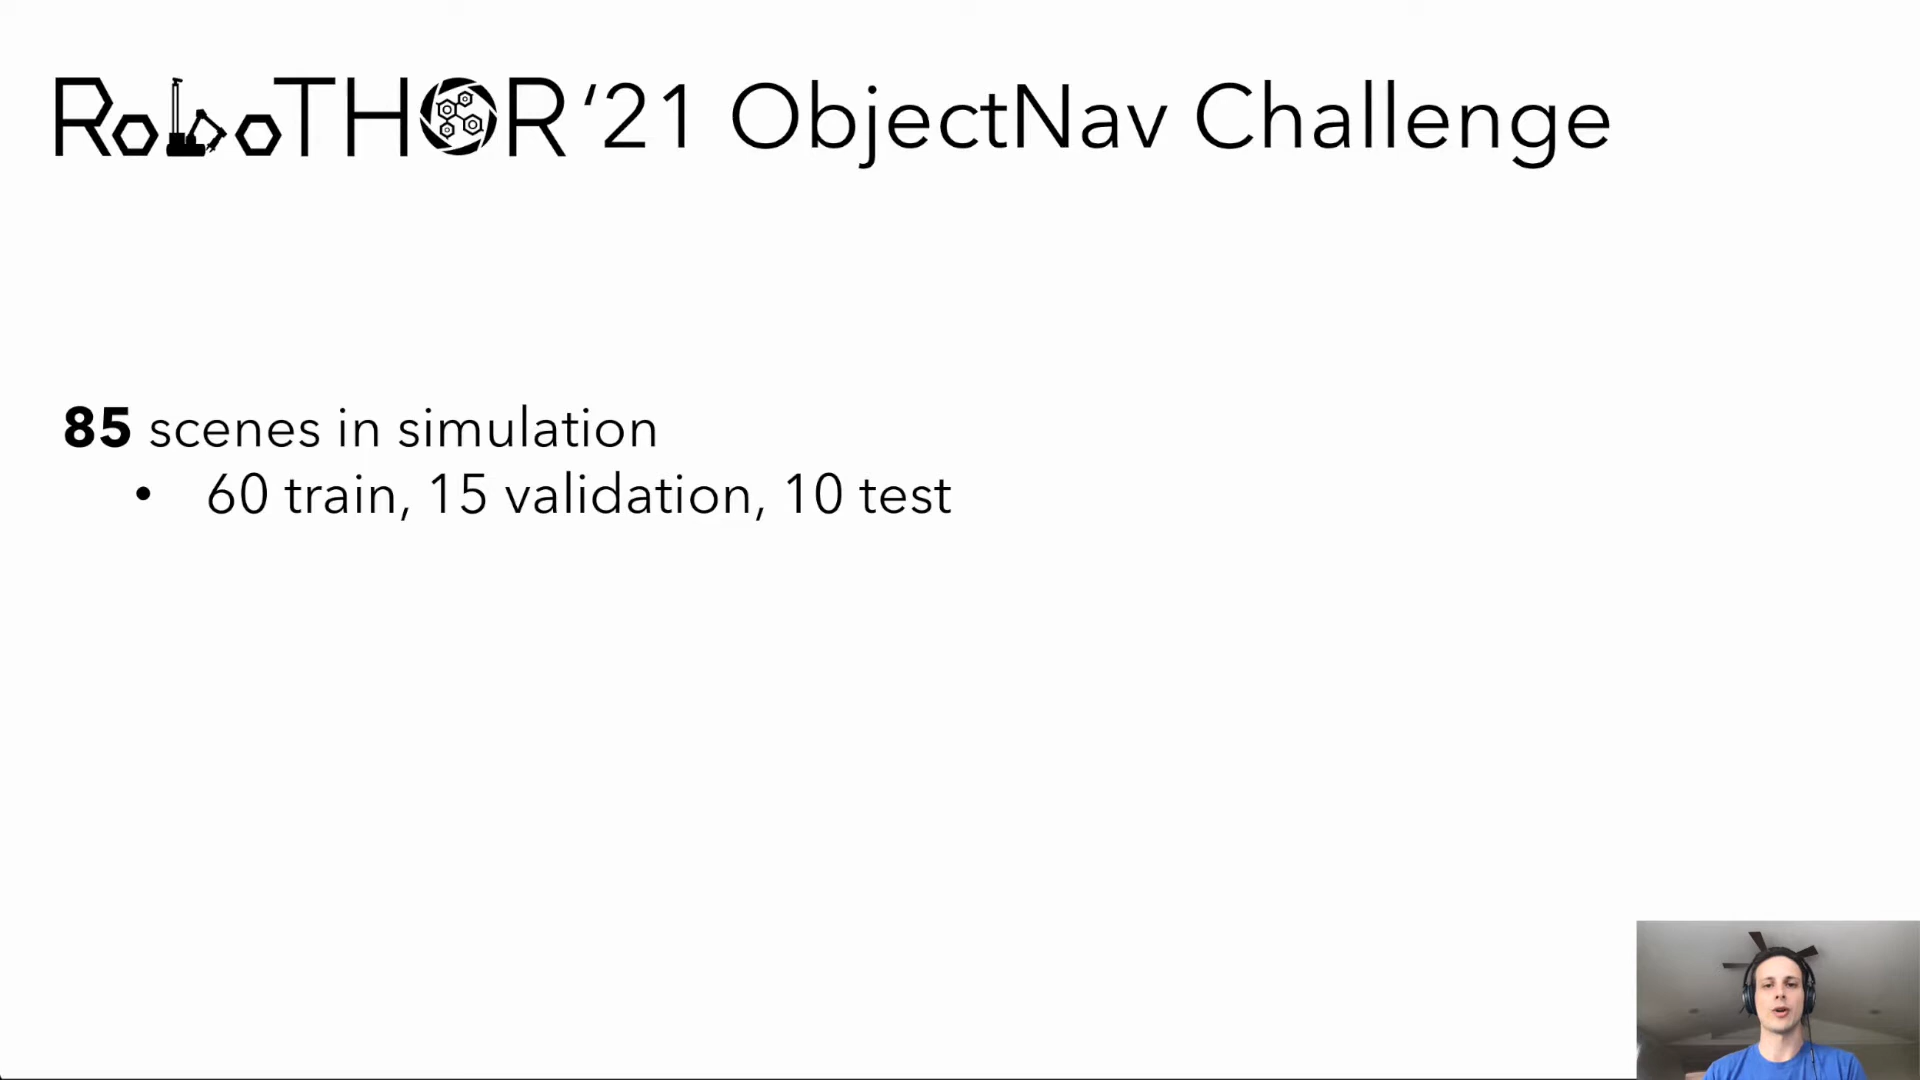 RoboTHOR ‘21 ObjectNav Challenge
85 scenes in simulation
• 60 train, 15 validation, 10 test